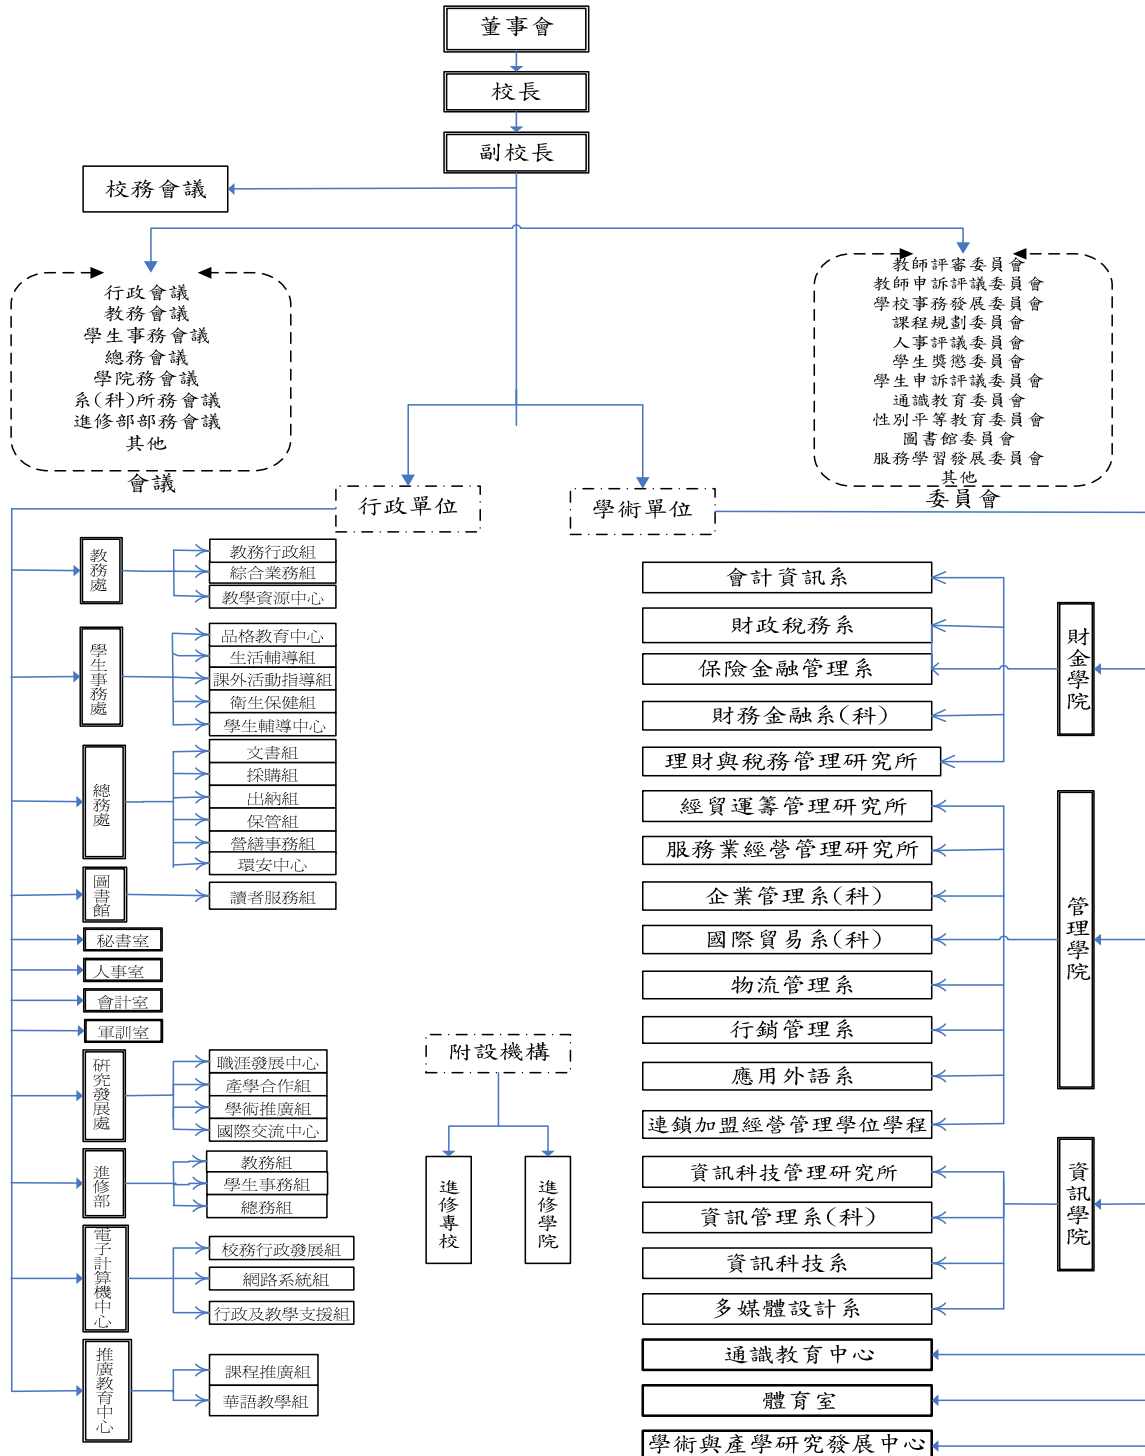 董事會
校長
副校長
校務會議
行政會議
教務會議
學生事務會議
總務會議
學院務會議
系(科)所務會議
進修部部務會議
其他
會議
教師評審委員會
教師申訴評議委員會
學校事務發展委員會
課程規劃委員會
人事評議委員會
學生獎懲委員會
學生申訴評議委員會
通識教育委員會
性別平等教育委員會
圖書館委員會
服務學習發展委員會
其他
委員會
行政單位
學術單位
教務處
教務行政組
綜合業務組
教學資源中心
學生事務處
品格教育中心
生活輔導組
課外活動指導組
衛生保健組
學生輔導中心
總務處
文書組
採購組
出納組
保管組
營繕事務組
環安中心
圖書館
讀者服務組
秘書室
人事室
會計室
軍訓室
研究發展處
職涯發展中心
產學合作組
學術推廣組
國際交流中心
進修部
教務組
學生事務組
總務組
電子計算機中心
校務行政發展組
網路系統組
行政及教學支援組
推廣教育中心
課程推廣組
華語教學組
附設機構
進修專校
進修學院
財金學院
會計資訊系
財政稅務系
保險金融管理系
財務金融系(科)
理財與稅務管理研究所
管理學院
經貿運籌管理研究所
服務業經營管理研究所
企業管理系(科)
國際貿易系(科)
物流管理系
行銷管理系
應用外語系
連鎖加盟經營管理學位學程
資訊學院
資訊科技管理研究所
資訊管理系(科)
資訊科技系
多媒體設計系
通識教育中心
體育室
學術與產學研究發展中心